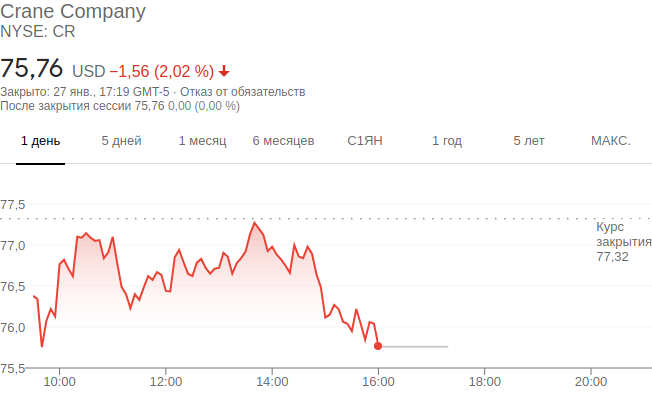 Crane Company
NYSE: CR
75,76 USD −1,56 (2,02 %)
Закрыто: 27 янв., 17:19 GMT-5 · Отказ от обязательств
После закрытия сессии 75,76 0,00 (0,00 %)
1 день 5 дней 1 месяц 6 месяцев С1ЯН 1 год 5 лет МАКС.
77,5
Курс
77,0
закрытия
77,32
76,5
76,0
75,5
10:00 12:00 14:00 16:00 18:00 20:00